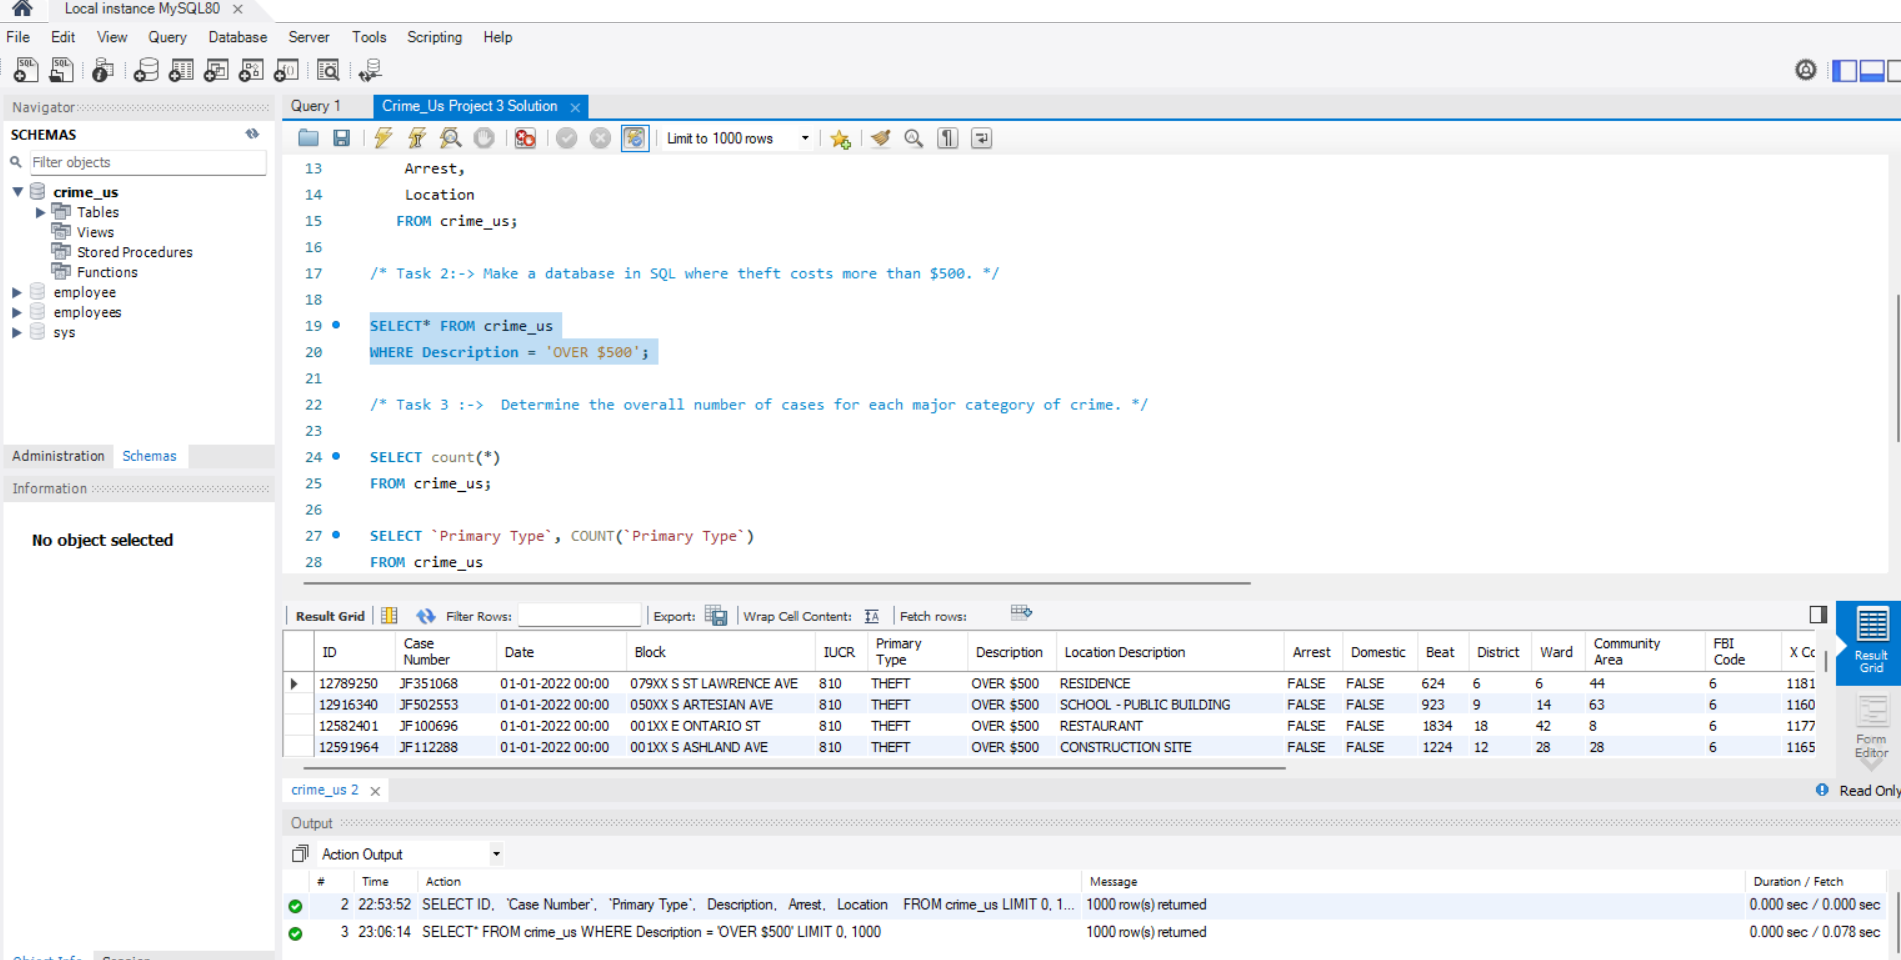 Local instance MySQL80 ×
File Edit View Query Database Server Tools Scripting Help
Navigator
SCHEMAS
Filter objects
crime_us
Tables
Views
Stored Procedures
Functions
employee
employees
sys
Administration Schemas
Information
No object selected
Query 1 Crime_Us Project 3 Solution ×
Limit to 1000 rows
13 Arrest,
14 Location
15 FROM crime_us;
16
17 /* Task 2:-> Make a database in SQL where theft costs more than $500. */
18
19 SELECT* FROM crime_us
20 WHERE Description = 'OVER $500';
21
22 /* Task 3 :-> Determine the overall number of cases for each major category of crime. */
23
24 SELECT count(*)
25 FROM crime_us;
26
27 SELECT `Primary Type`, COUNT(`Primary Type`)
28 FROM crime_us
Result Grid Filter Rows: Export: Wrap Cell Content: Fetch rows:
ID Case Number Date Block IUCR Primary Type Description Location Description Arrest Domestic Beat District Ward Community Area FBI Code X Co
12789250 JF351068 01-01-2022 00:00 079XX S ST LAWRENCE AVE 810 THEFT OVER $500 RESIDENCE FALSE FALSE 624 6 6 44 6 1181
12916340 JF502553 01-01-2022 00:00 050XX S ARTESIAN AVE 810 THEFT OVER $500 SCHOOL - PUBLIC BUILDING FALSE FALSE 923 9 14 63 6 1160
12582401 JF100696 01-01-2022 00:00 001XX E ONTARIO ST 810 THEFT OVER $500 RESTAURANT FALSE FALSE 1834 18 42 8 6 1177
12591964 JF112288 01-01-2022 00:00 001XX S ASHLAND AVE 810 THEFT OVER $500 CONSTRUCTION SITE FALSE FALSE 1224 12 28 28 6 1165
Result Grid
Form Editor
crime_us 2 ×
Read Only
Output
Action Output
# Time Action Message Duration / Fetch
2 22:53:52 SELECT ID, `Case Number`, `Primary Type`, Description, Arrest, Location FROM crime_us LIMIT 0, 1... 1000 row(s) returned 0.000 sec / 0.000 sec
3 23:06:14 SELECT* FROM crime_us WHERE Description = 'OVER $500' LIMIT 0, 1000 1000 row(s) returned 0.000 sec / 0.078 sec